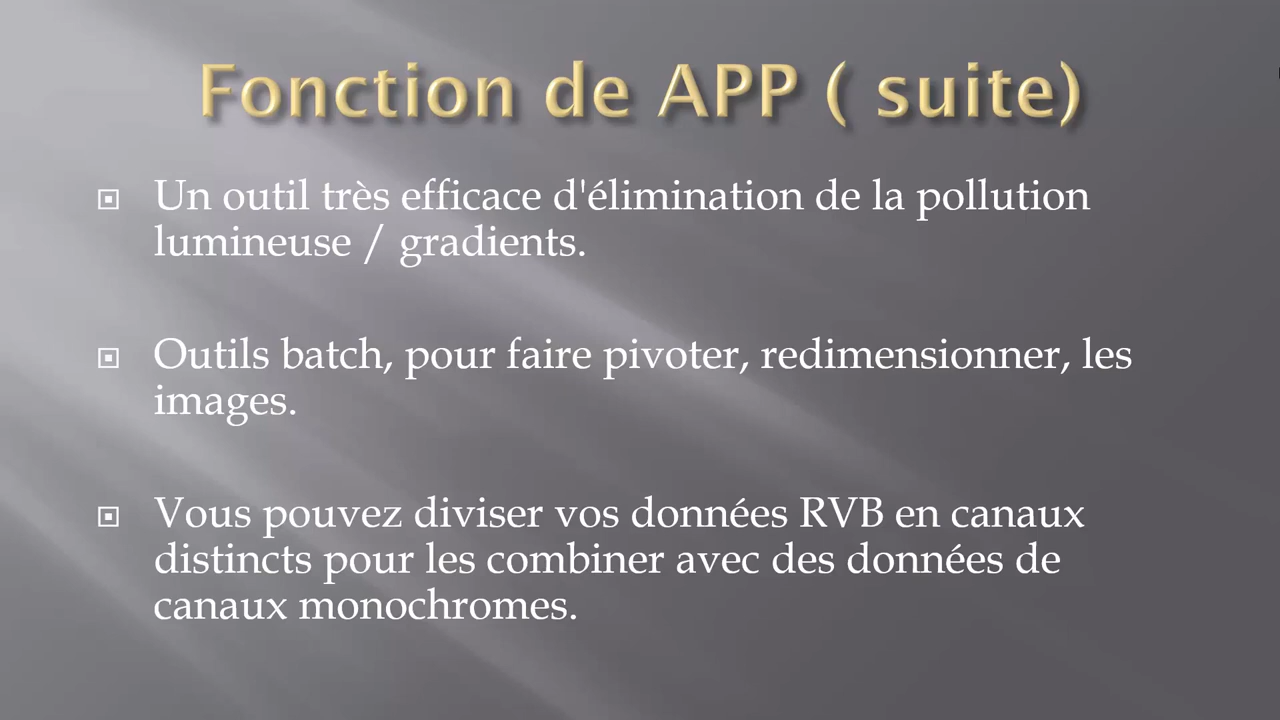 Fonction de APP ( suite)
Un outil très efficace d'élimination de la pollution
lumineuse / gradients.
Outils batch, pour faire pivoter, redimensionner, les
images.
Vous pouvez diviser vos données RVB en canaux
distincts pour les combiner avec des données de
canaux monochromes.